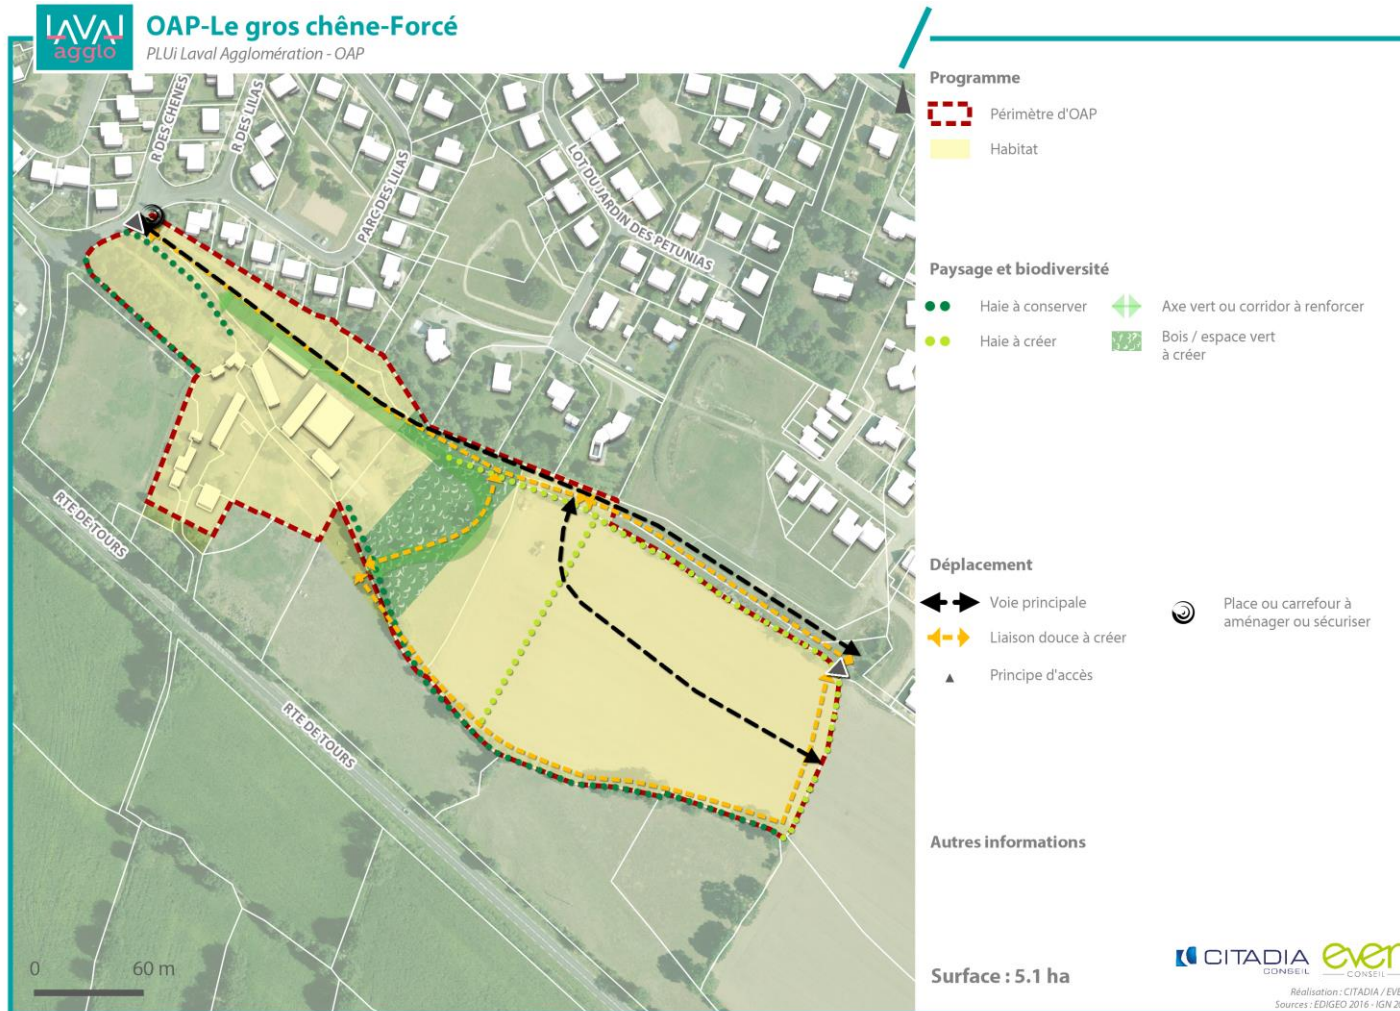 LAVAL
agglo
OAP-Le gros chêne-Forcé
PLUi Laval Agglomération - OAP
R DES CHENES
R DES LILAS
PARC DES LILAS
LOT DU JARDIN DES PETUNIAS
RTE DE TOURS
RTE DE TOURS
0
60 m
Programme
Périmètre d'OAP
Habitat
Paysage et biodiversité
Haie à conserver
Axe vert ou corridor à renforcer
Haie à créer
Bois / espace vert
à créer
Déplacement
Voie principale
Place ou carrefour à
aménager ou sécuriser
Liaison douce à créer
Principe d'accès
Autres informations
Surface : 5.1 ha
CITADIA
CONSEIL
even
CONSEIL
Réalisation : CITADIA / EVE
Sources : EDIGEO 2016 - IGN 20